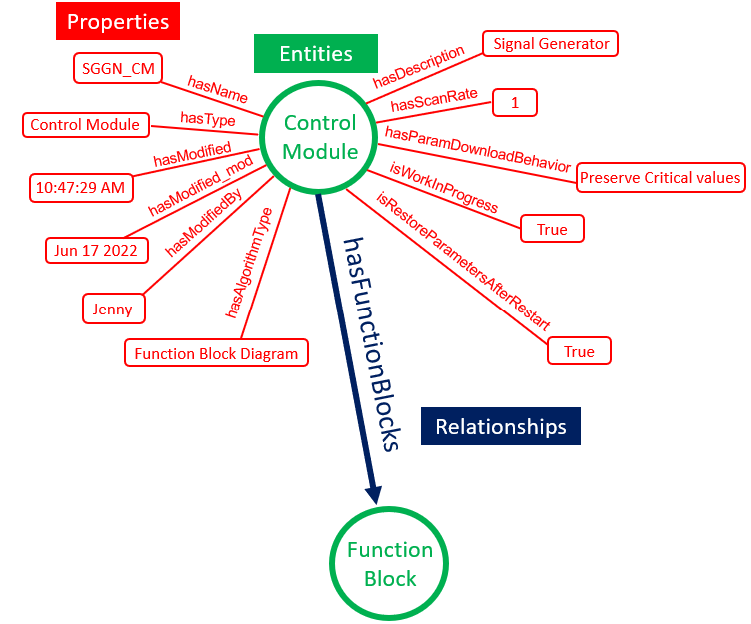 Properties
Entities
SGGN_CM
hasName
Control Module
hasType
10:47:29 AM
hasModified
Jun 17 2022
hasModified_mod
Jenny
hasModifiedBy
Function Block Diagram
hasAlgorithmType
Control
Module
hasDescription
Signal Generator
hasScanRate
1
hasParamDownloadBehavior
Preserve Critical values
isWorkInProgress
True
isRestoreParametersAfterRestart
True
hasFunctionBlocks
Relationships
Function
Block